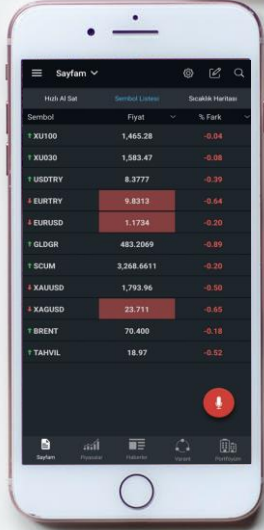 Sayfam
Hızlı Al Sat Sembol Listesi Sıcaklık Haritası
Sembol Fiyat % Fark
XU100 1,465.28 -0.04
XU030 1,583.47 -0.08
USDTRY 8.3777 -0.39
EURTRY 9.8313 -0.64
EURUSD 1.1734 -0.20
GLDGR 483.2069 -0.89
SCUM 3,268.6611 -0.20
XAUUSD 1,793.96 -0.50
XAGUSD 23.711 -0.65
BRENT 70.400 -0.18
TAHVIL 18.97 -0.52
Sayfam Piyasalar Haberler Varant Portföyüm